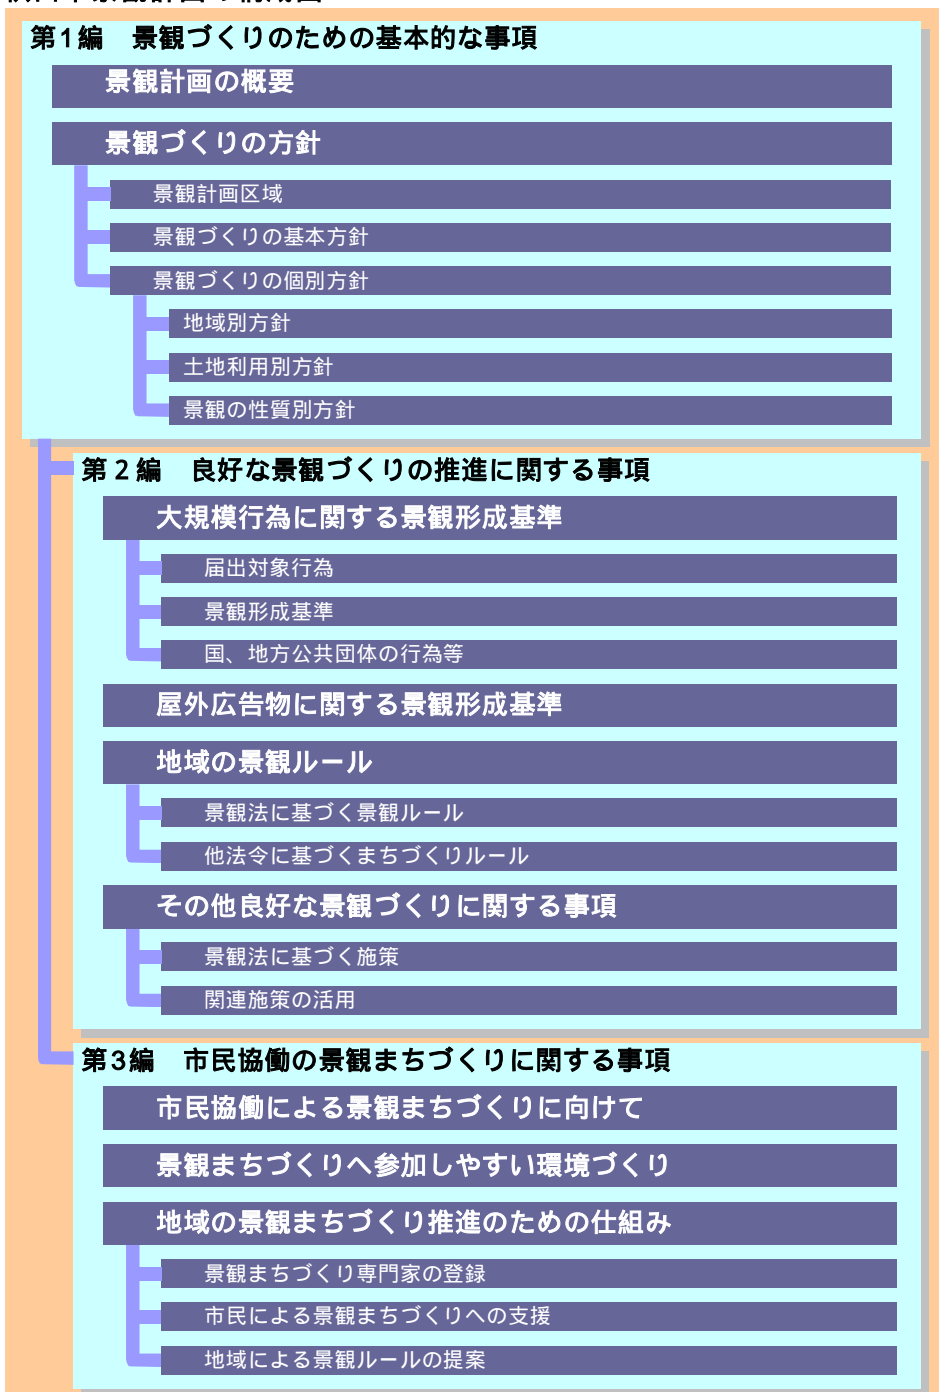 第1編　景観づくりのための基本的な事項
景観計画の概要
景観づくりの方針
景観計画区域
景観づくりの基本方針
景観づくりの個別方針
地域別方針
土地利用別方針
景観の性質別方針
第２編　良好な景観づくりの推進に関する事項
大規模行為に関する景観形成基準
届出対象行為
景観形成基準
国、地方公共団体の行為等
屋外広告物に関する景観形成基準
地域の景観ルール
景観法に基づく景観ルール
他法令に基づくまちづくりルール
その他良好な景観づくりに関する事項
景観法に基づく施策
関連施策の活用
第3編　市民協働の景観まちづくりに関する事項
市民協働による景観まちづくりに向けて
景観まちづくりへ参加しやすい環境づくり
地域の景観まちづくり推進のための仕組み
景観まちづくり専門家の登録
市民による景観まちづくりへの支援
地域による景観ルールの提案